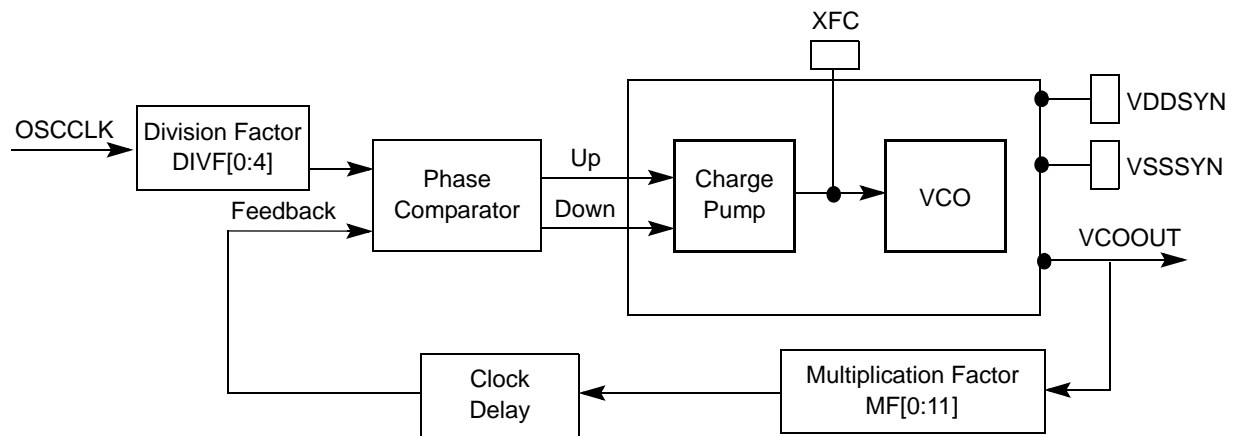 XFC
VDDSYN
OSCCLK
Division Factor
DIVF[0:4]
Up
VSSSYN
Phase
Comparator
Charge
Pump
VCO
Feedback
Down
VCOOUT
Clock
Delay
Multiplication Factor
MF[0:11]